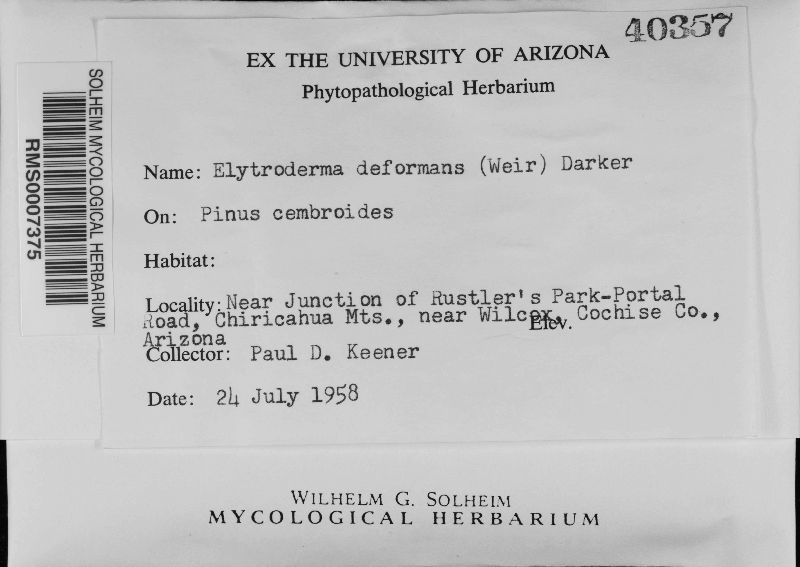 40357
EX THE UNIVERSITY OF ARIZONA
Phytopathological Herbarium
SOLHEIM MYCOLOGICAL HERBARIUM
RMS0007375
Name: Elytroderma deformans (Weir) Darker
On: Pinus cembroides
Habitat:
Locality: Near Junction of Rustler's Park-Portal
Road, Chiricahua Mts., near Wilcox, Cochise Co.,
Elev.
Arizona
Collector: Paul D. Keener
Date: 24 July 1958
WILHELM G. SOLHEIM
MYCOLOGICAL HERBARIUM